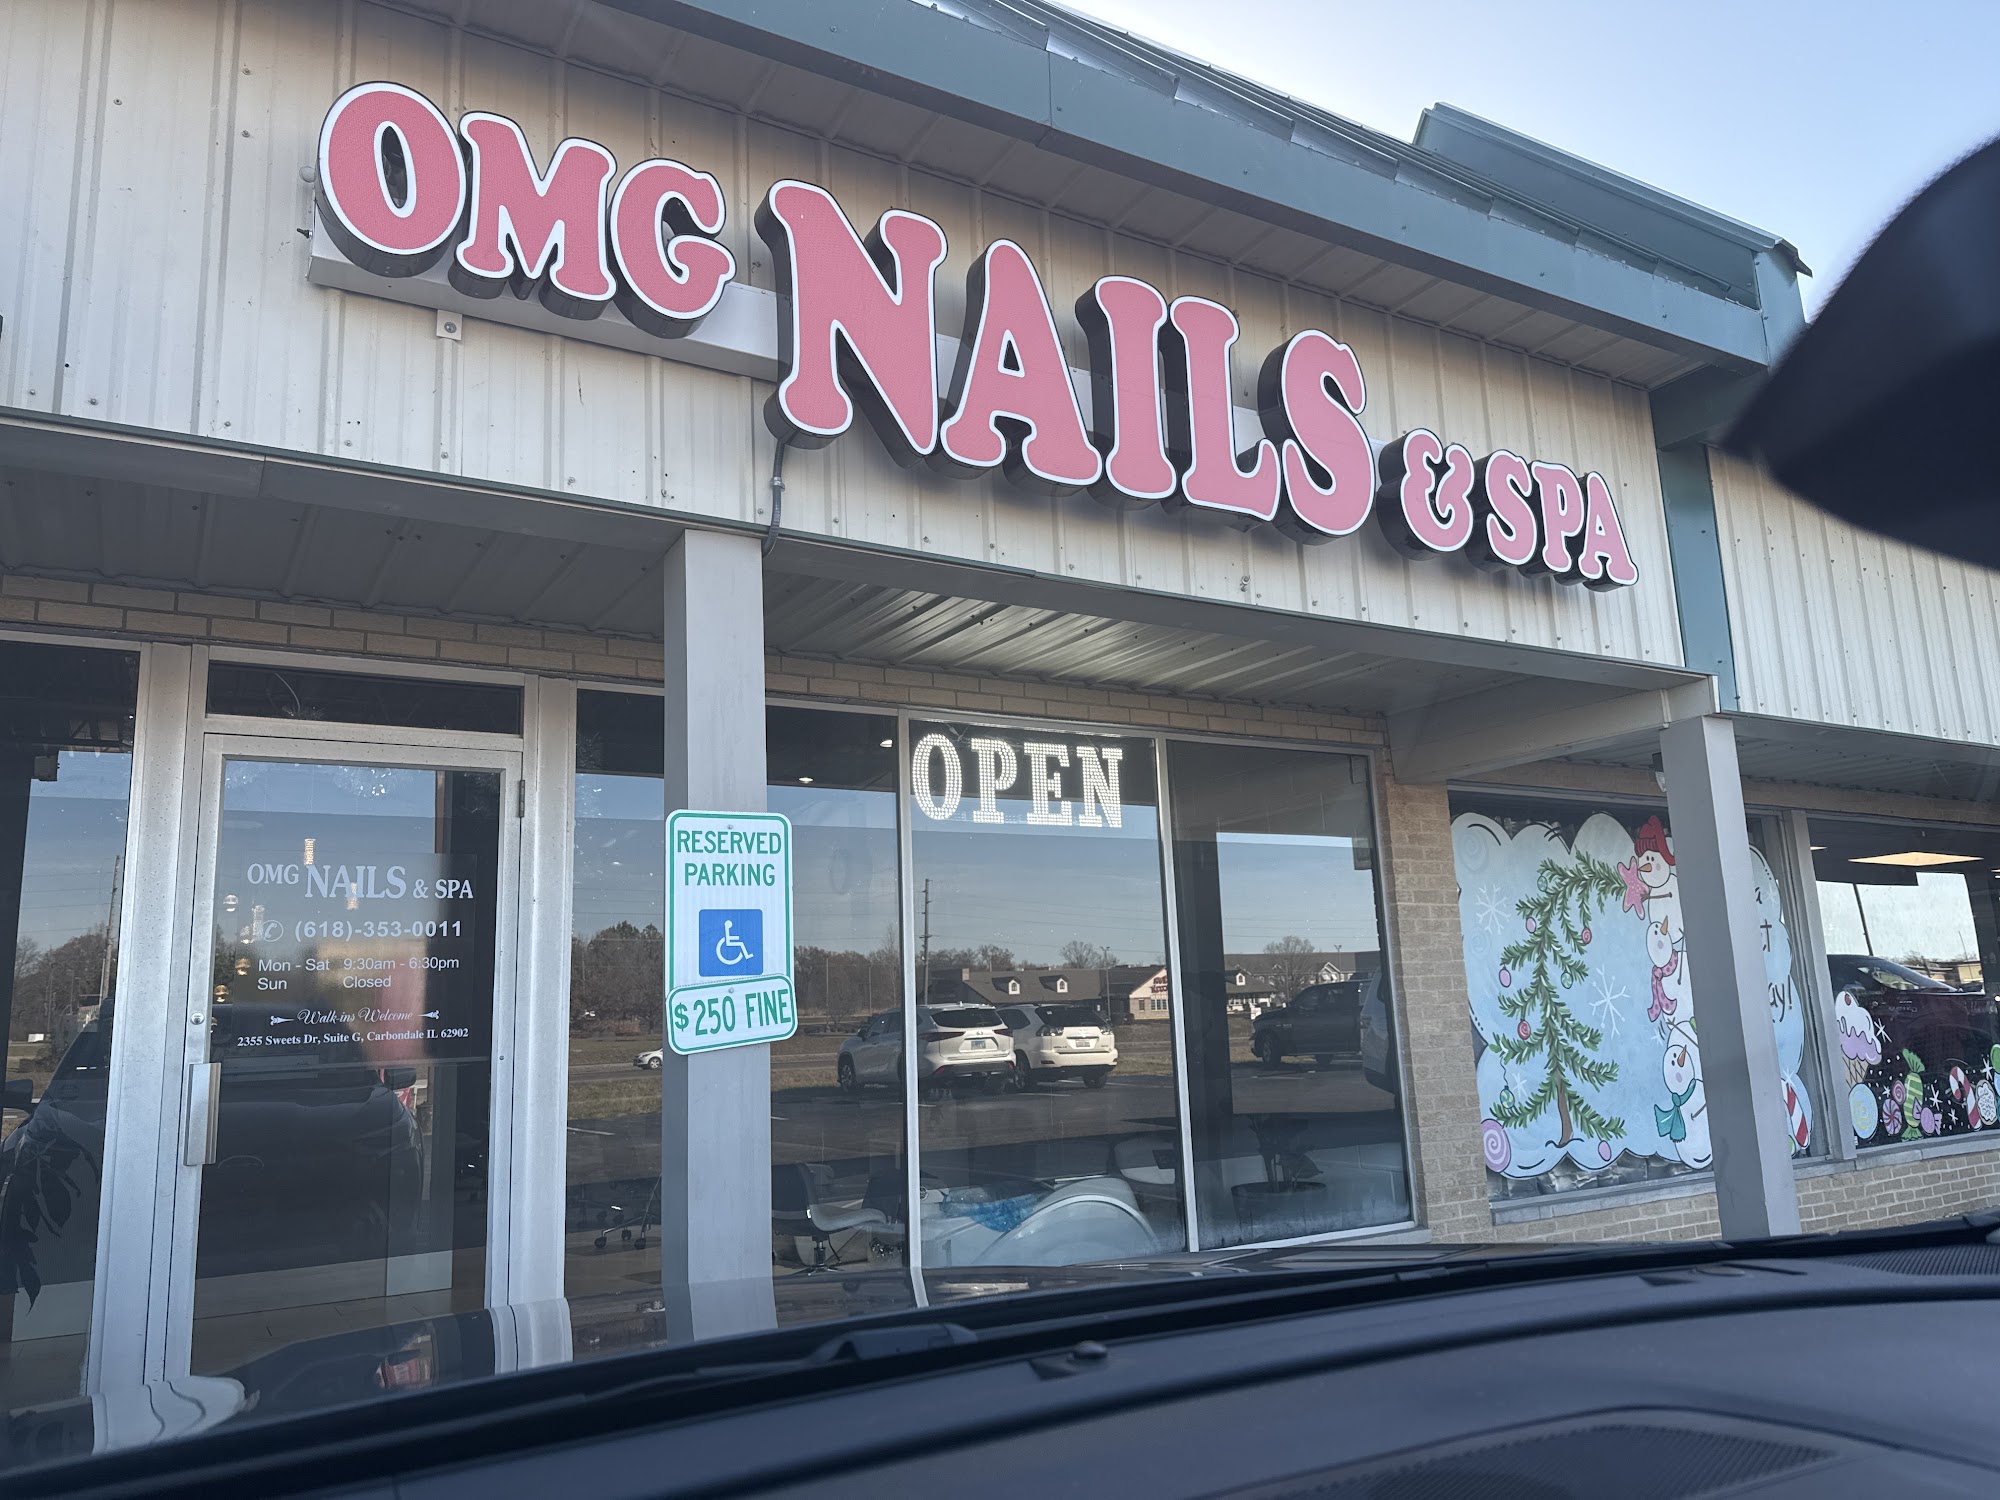 OMG NAILS & SPA
OPEN
RESERVED
PARKING
$250 FINE
OMG NAILS & SPA
(618)-353-0011
Mon - Sat 9:30am - 6:30pm
Sun Closed
Walk-ins Welcome
2355 Sweets Dr, Suite G, Carbondale IL 62902